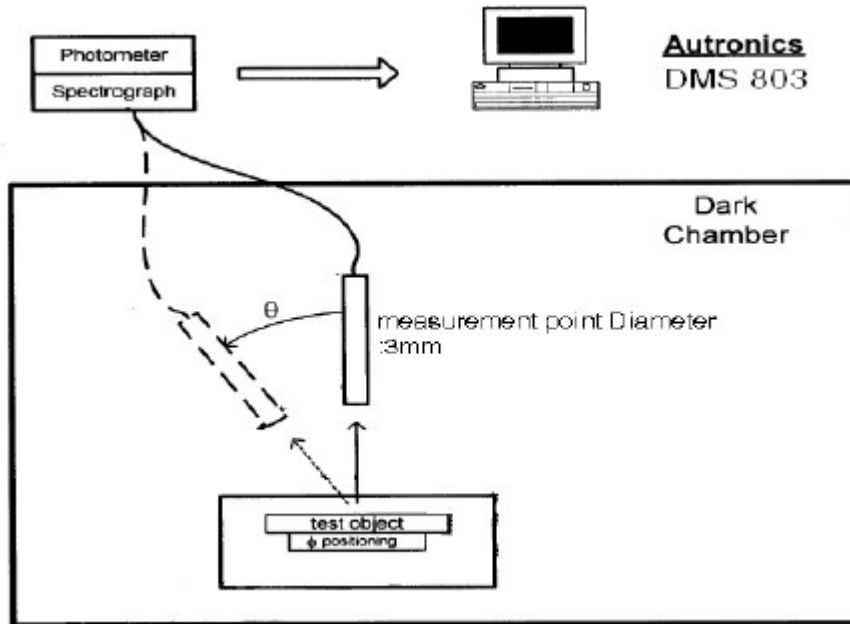 Photometer
Spectrograph
Autronics
DMS 803
Dark
Chamber
θ
measurement point Diameter
:3mm
test object
ϕ positioning